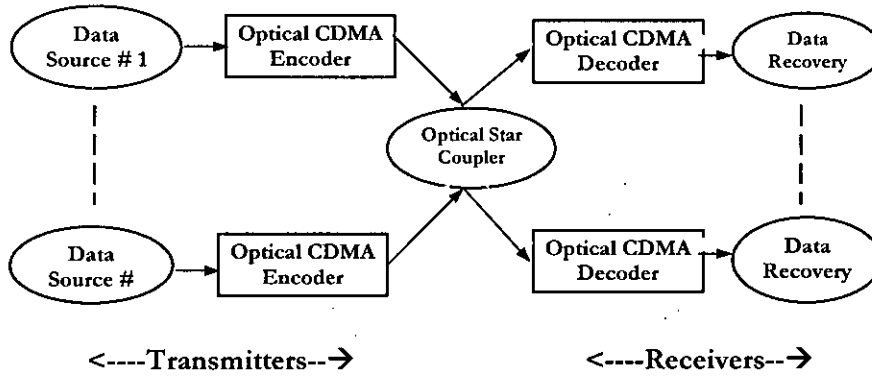 Data
Source # 1
Optical CDMA
Encoder
Optical CDMA
Decoder
Data
Recovery
Optical Star
Coupler
Data
Source #
Optical CDMA
Encoder
Optical CDMA
Decoder
Data
Recovery
<----Transmitters--→
<----Receivers--→